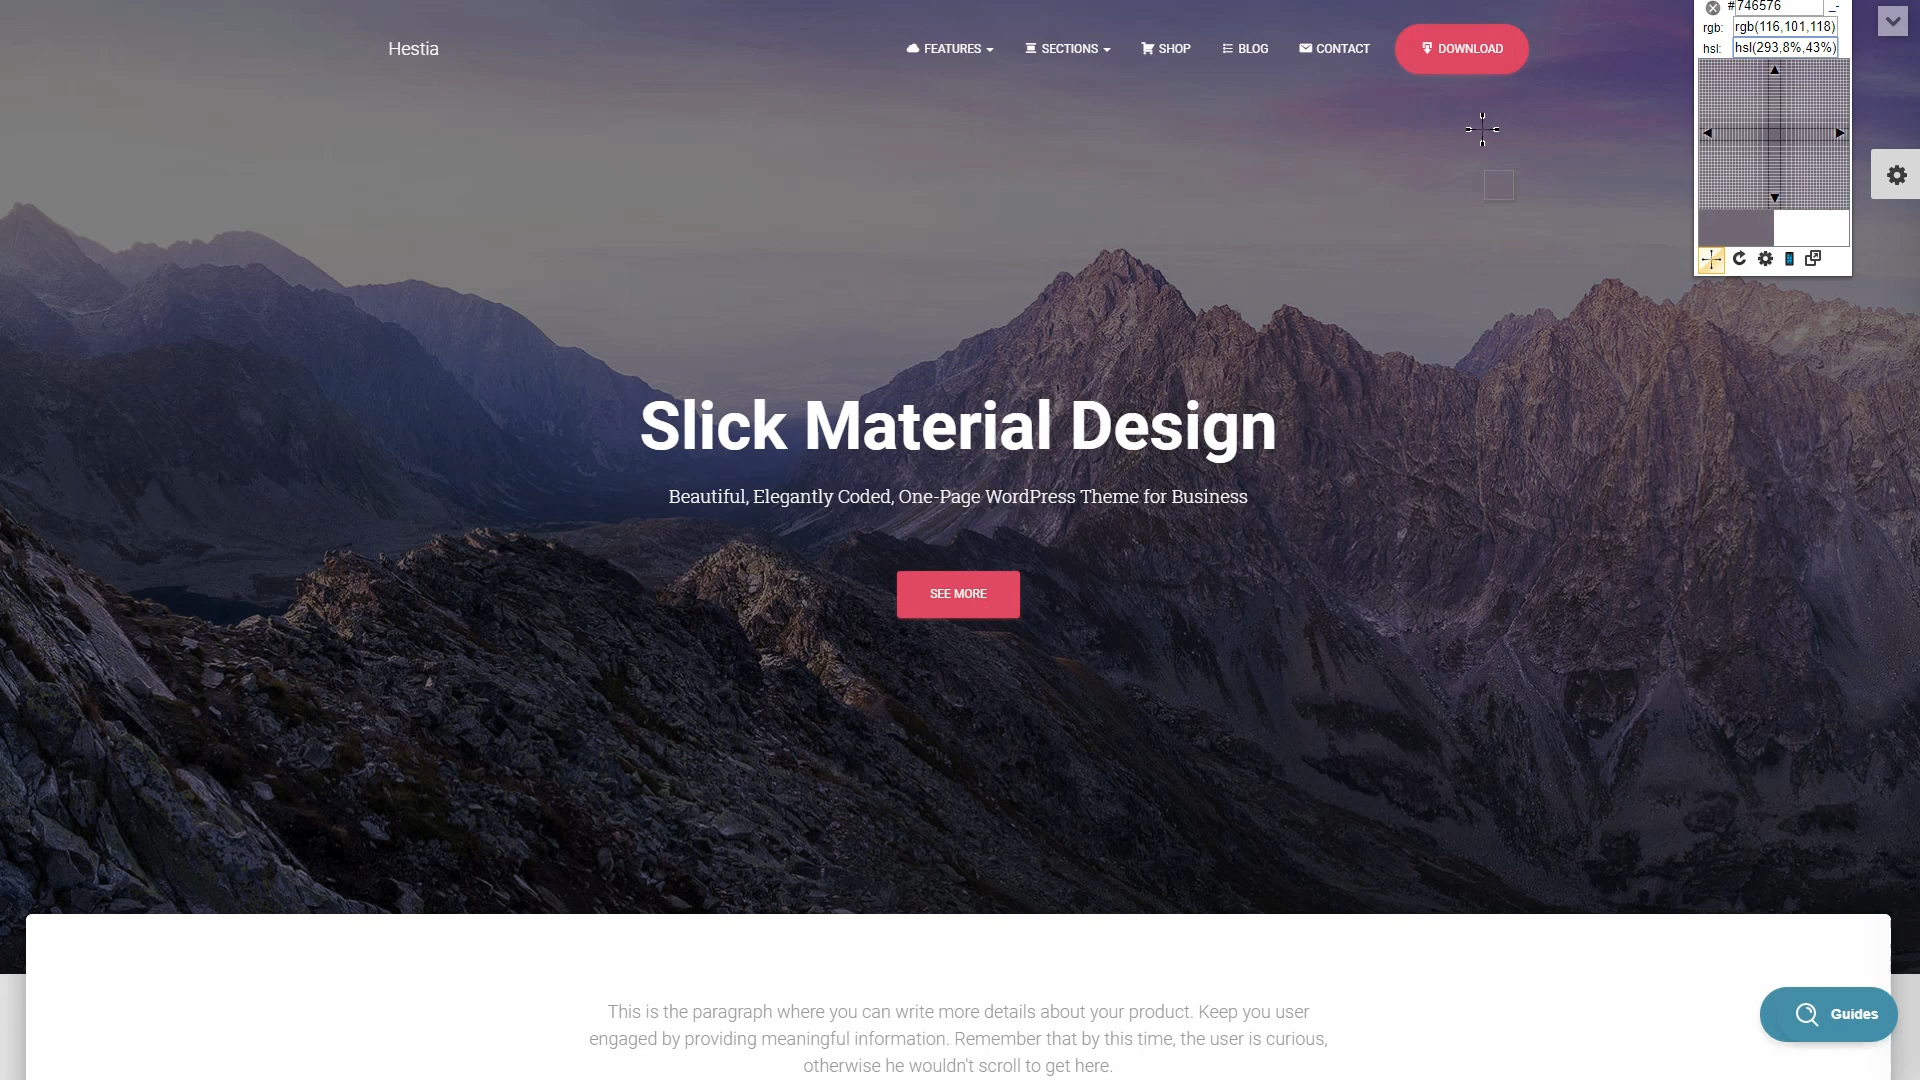 Hestia
FEATURES
SECTIONS
SHOP
BLOG
CONTACT
DOWNLOAD
#746576
rgb: rgb(116,101,118)
hsl: hsl(293,8%,43%)
Slick Material Design
Beautiful, Elegantly Coded, One-Page WordPress Theme for Business
SEE MORE
This is the paragraph where you can write more details about your product. Keep you user
engaged by providing meaningful information. Remember that by this time, the user is curious,
otherwise he wouldn't scroll to get here.
Guides